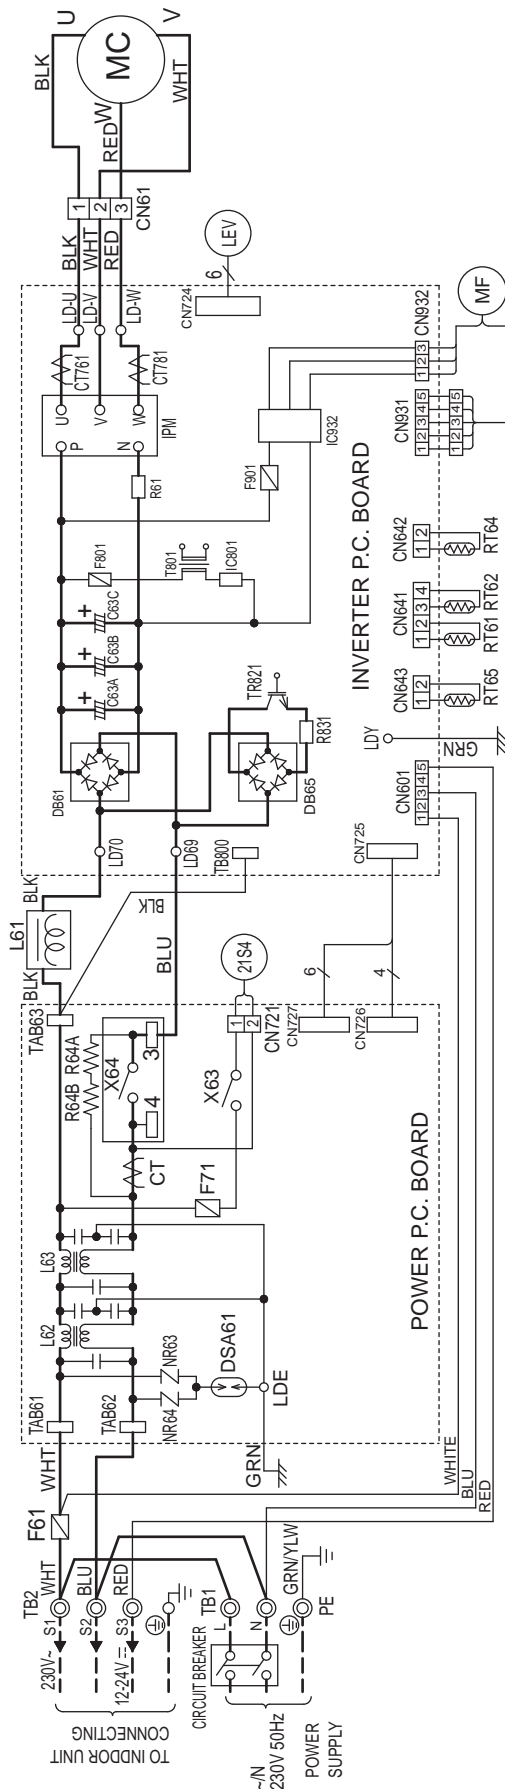 U
V
BLK
MC
WHT
W
RED
1 2 3
CN61
BLK
WHT
RED
LEV
6
CN724
LD-U
LD-V
LD-W
CT761
CT781
U
V
W
P
N
IPM
R61
F901
IC932
CN932
1 2 3
MF
CN931
1 2 3 4 5
1 2 3 4 5
F801
T801
IC801
C63C
+
C63B
+
C63A
+
INVERTER P.C. BOARD
CN642
1 2
RT64
CN641
1 2 3 4
RT61
RT62
CN643
1 2
RT65
TR821
R831
DB61
DB65
LDY
GRN
CN601
1 2 3 4 5
LD70
LD69
TB800
CN725
BLK
L61
BLK
BLK
BLU
TAB63
21S4
1 2
CN721
6
4
CN727
CN726
R64B
R64A
X64
3
4
X63
CT
F71
L63
L62
POWER P.C. BOARD
NR63
NR64
DSA61
LDE
TAB61
TAB62
GRN
WHT
F61
WHITE
BLU
RED
TB2
WHT
BLU
RED
S1
S2
S3
230V~
12-24V
TO INDDOR UNIT
CONNECTING
TB1
L
N
GRN/YLW
PE
CIRCUIT BREAKER
~/N
230V 50Hz
POWER
SUPPLY